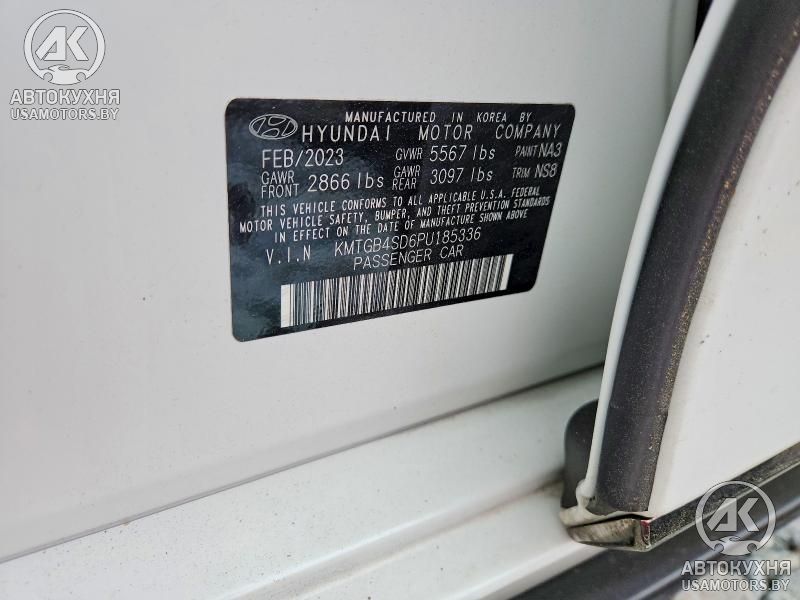 АК
АВТОКУХНЯ
USAMOTORS.BY
MANUFACTURED IN KOREA BY
HYUNDAI MOTOR COMPANY
FEB/2023 GVWR 5567 lbs PAINT NA3
GAWR FRONT 2866 lbs GAWR REAR 3097 lbs TRIM NS8
THIS VEHICLE CONFORMS TO ALL APPLICABLE U.S.A. FEDERAL
MOTOR VEHICLE SAFETY, BUMPER, AND THEFT PREVENTION STANDARDS
IN EFFECT ON THE DATE OF MANUFACTURE SHOWN ABOVE
V.I.N KMTGB4SD6PU185336
PASSENGER CAR
АК
АВТОКУХНЯ
USAMOTORS.BY